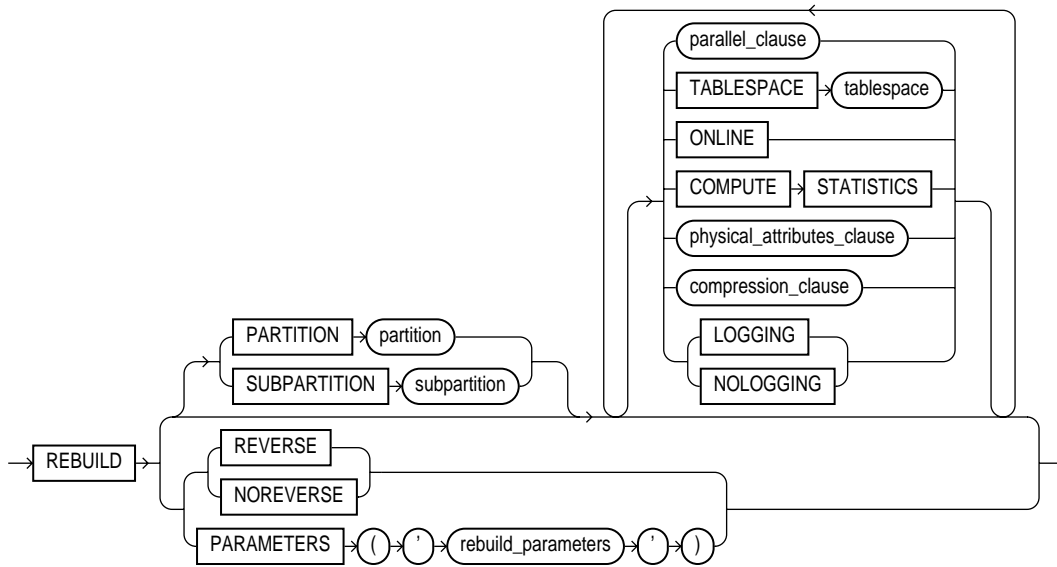 parallel_clause
TABLESPACE tablespace
ONLINE
COMPUTE STATISTICS
physical_attributes_clause
compression_clause
LOGGING
NOLOGGING
PARTITION partition
SUBPARTITION subpartition
REBUILD
REVERSE
NOREVERSE
PARAMETERS ( ’ rebuild_parameters ’ )